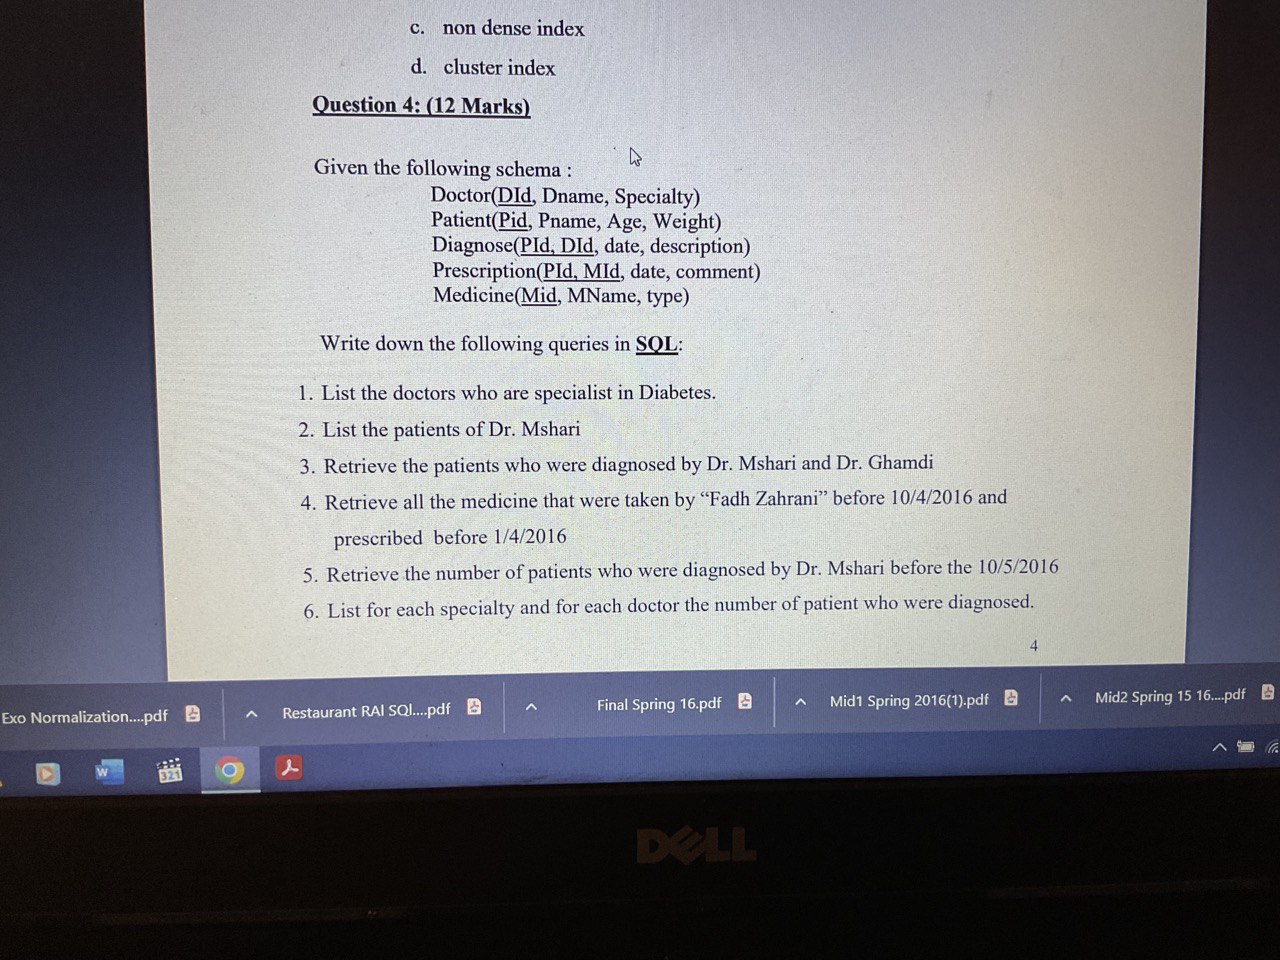 c. non dense index
d. cluster index
Question 4: (12 Marks)
Given the following schema :
Doctor(DId, Dname, Specialty)
Patient(Pid, Pname, Age, Weight)
Diagnose(PId, DId, date, description)
Prescription(PId, MId, date, comment)
Medicine(Mid, MName, type)
Write down the following queries in SQL:
1. List the doctors who are specialist in Diabetes.
2. List the patients of Dr. Mshari
3. Retrieve the patients who were diagnosed by Dr. Mshari and Dr. Ghamdi
4. Retrieve all the medicine that were taken by “Fadh Zahrani” before 10/4/2016 and
prescribed before 1/4/2016
5. Retrieve the number of patients who were diagnosed by Dr. Mshari before the 10/5/2016
6. List for each specialty and for each doctor the number of patient who were diagnosed.
4
Exo Normalization....pdf
Restaurant RAI SQl....pdf
Final Spring 16.pdf
Mid1 Spring 2016(1).pdf
Mid2 Spring 15 16....pdf
W
321
DELL